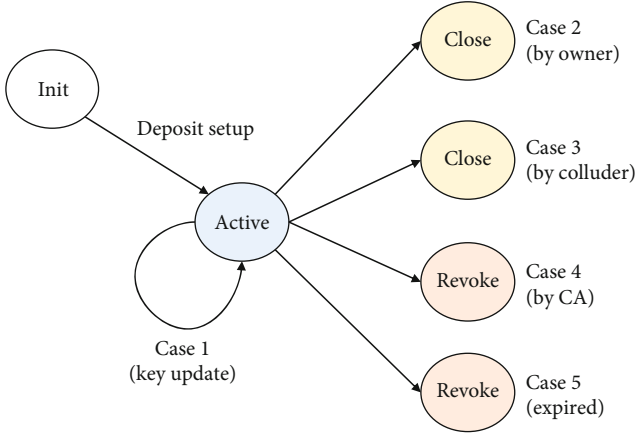 Init
Deposit setup
Active
Case 1
(key update)
Close
Case 2
(by owner)
Close
Case 3
(by colluder)
Revoke
Case 4
(by CA)
Revoke
Case 5
(expired)